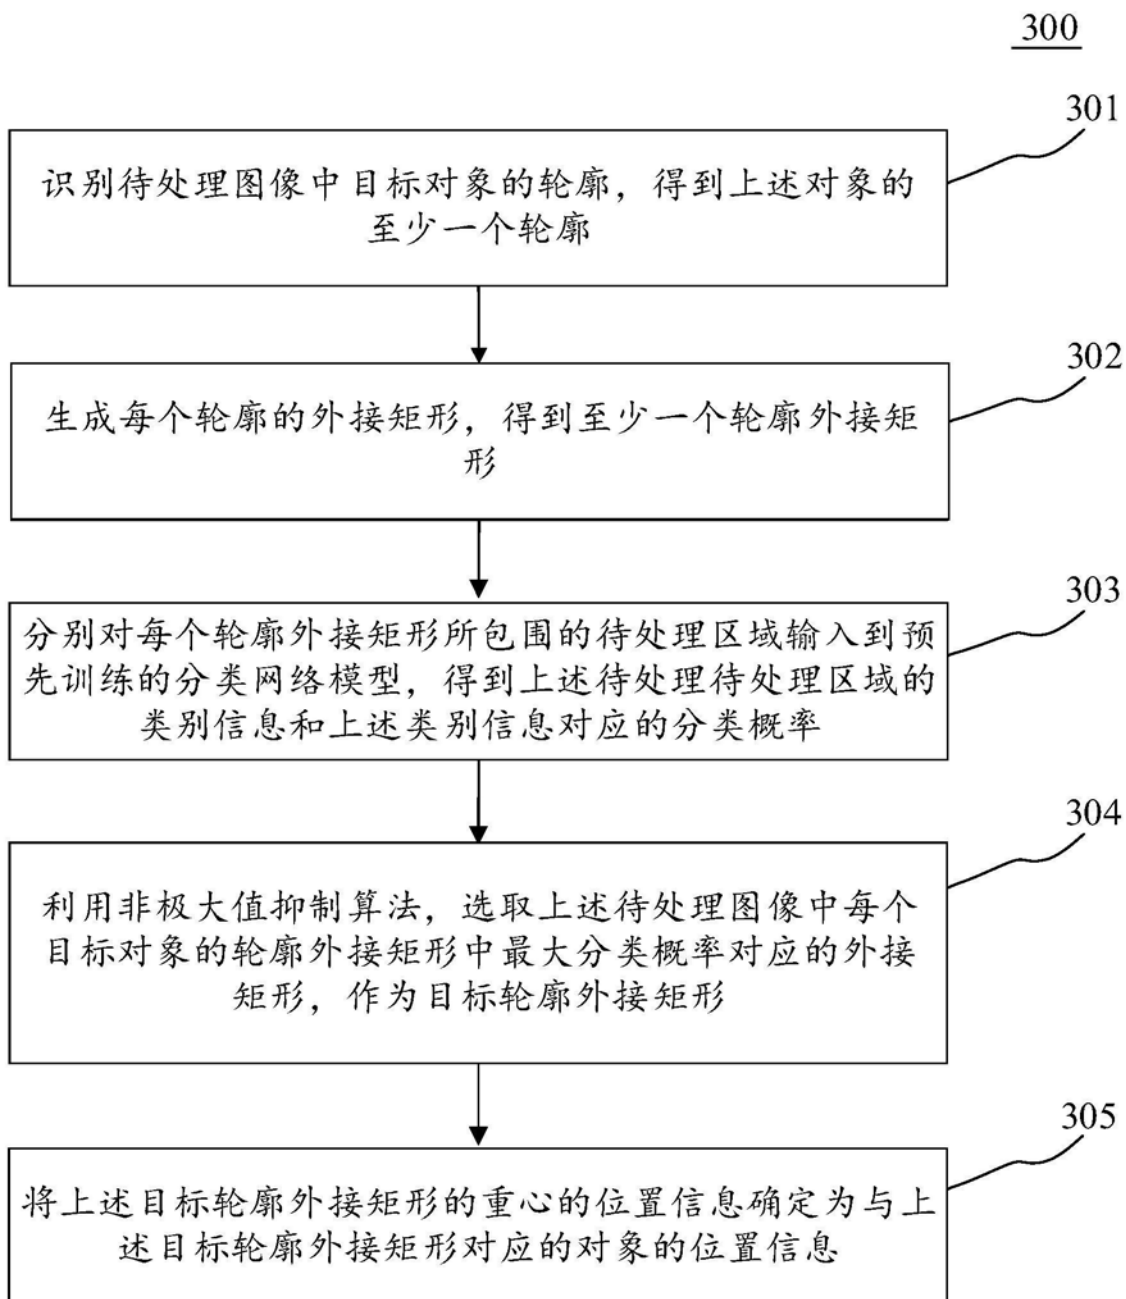 300
301
识别待处理图像中目标对象的轮廓，得到上述对象的
至少一个轮廓
302
生成每个轮廓的外接矩形，得到至少一个轮廓外接矩
形
303
分别对每个轮廓外接矩形所包围的待处理区域输入到预
先训练的分类网络模型，得到上述待处理待处理区域的
类别信息和上述类别信息对应的分类概率
304
利用非极大值抑制算法，选取上述待处理图像中每个
目标对象的轮廓外接矩形中最大分类概率对应的外接
矩形，作为目标轮廓外接矩形
305
将上述目标轮廓外接矩形的重心的位置信息确定为与上
述目标轮廓外接矩形对应的对象的位置信息